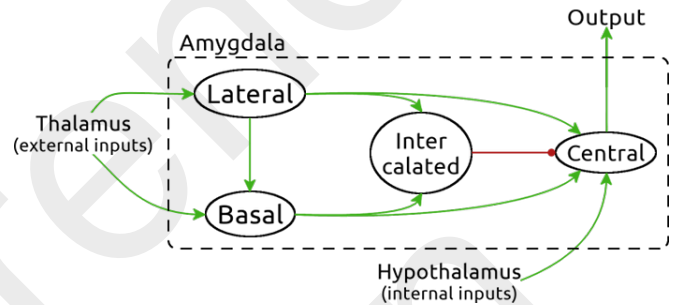 Output
Amygdala
Lateral
Thalamus
(external inputs)
Inter
calated
Central
Basal
Hypothalamus
(internal inputs)